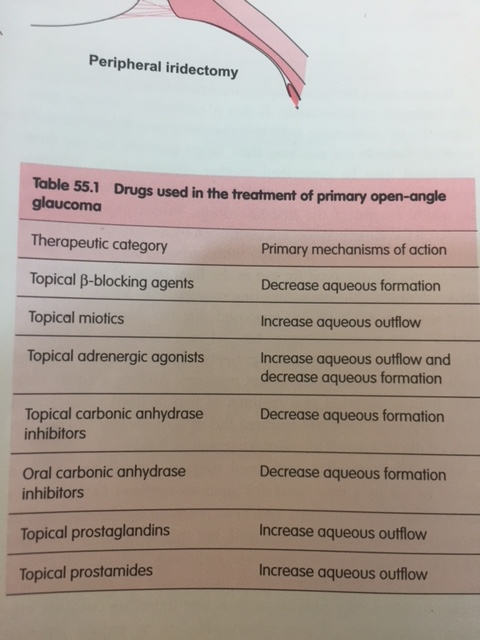 Peripheral iridectomy
Table 55.1 Drugs used in the treatment of primary open-angle
glaucoma
Therapeutic category Primary mechanisms of action
Topical β-blocking agents Decrease aqueous formation
Topical miotics Increase aqueous outflow
Topical adrenergic agonists Increase aqueous outflow and
decrease aqueous formation
Topical carbonic anhydrase Decrease aqueous formation
inhibitors
Oral carbonic anhydrase Decrease aqueous formation
inhibitors
Topical prostaglandins Increase aqueous outflow
Topical prostamides Increase aqueous outflow